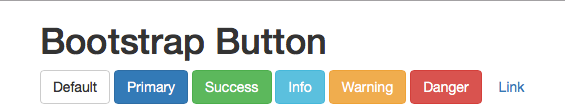 Bootstrap Button
Default Primary Success Info Warning Danger Link